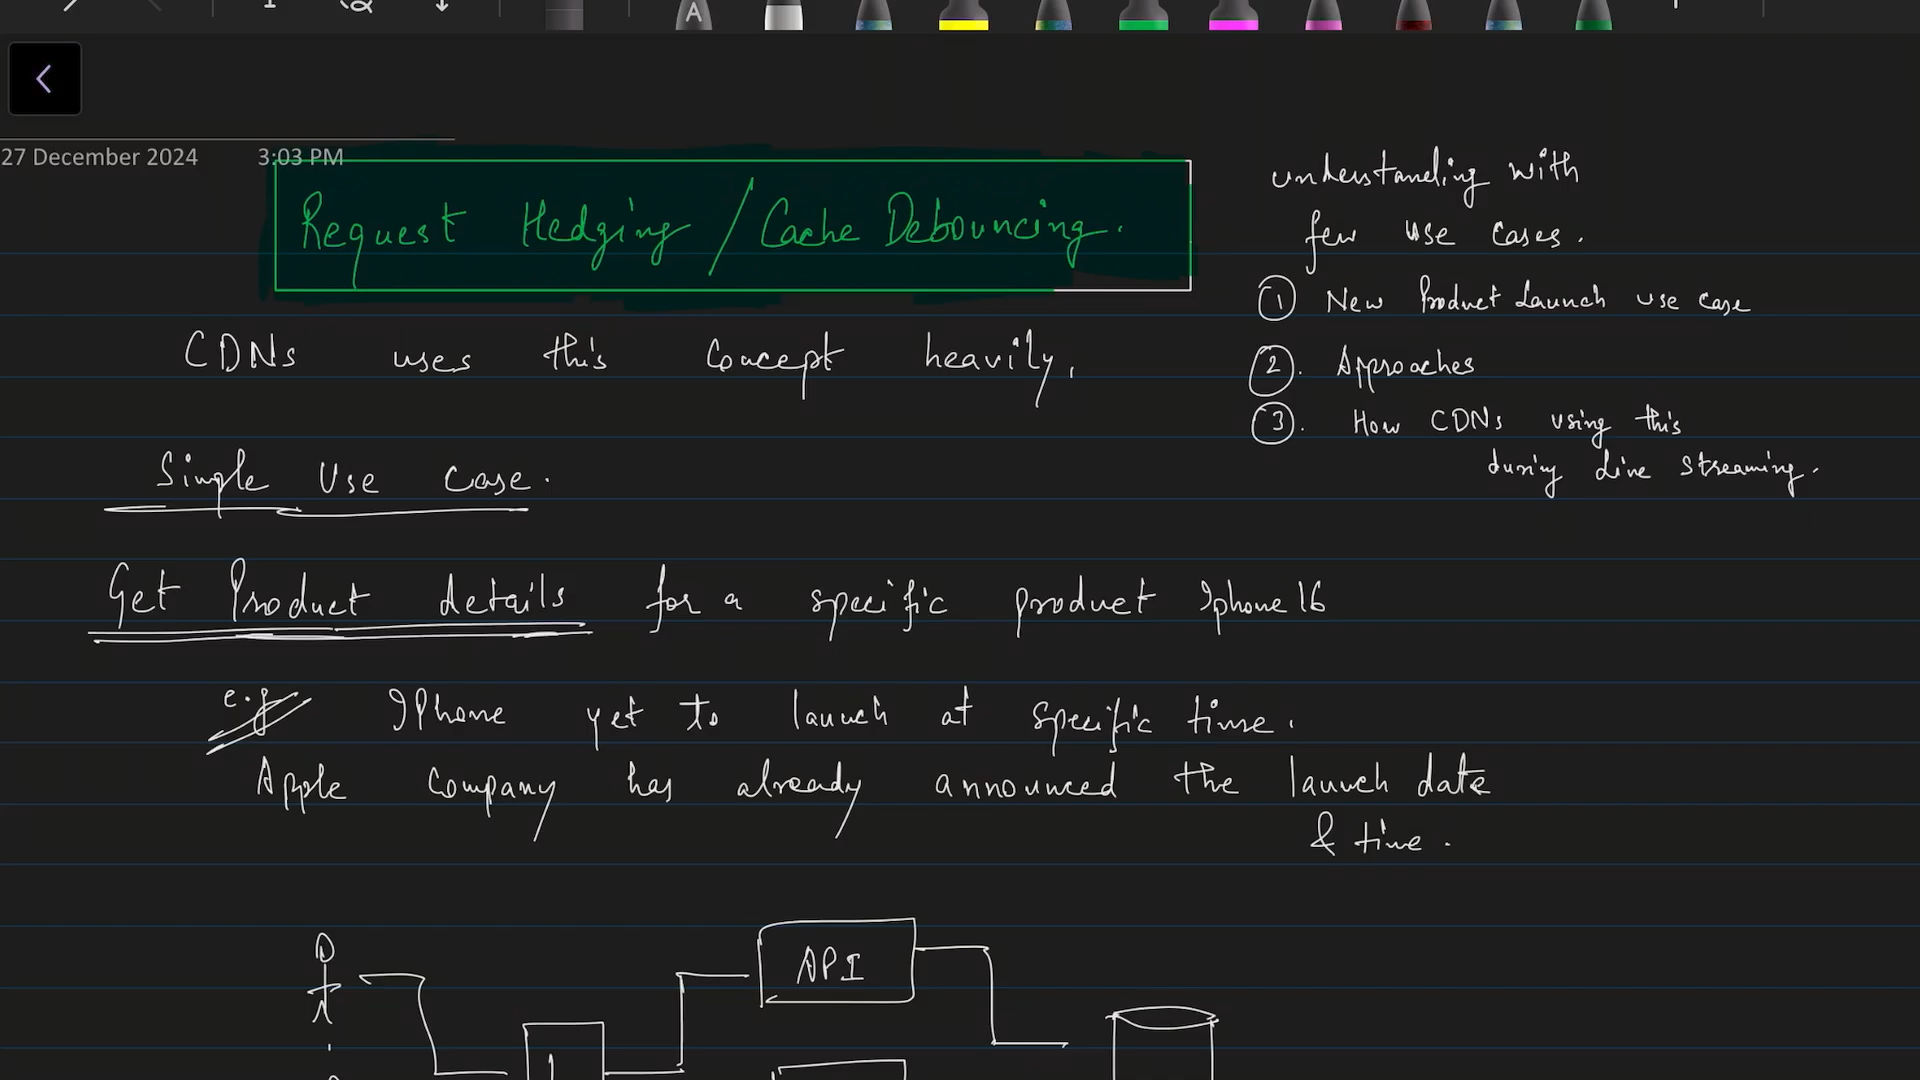 A
27 December 2024 3:03 PM
Request Hedging / Cache Debouncing.
CDNs uses this Concept heavily,
Simple Use Case.
Get Product details for a specific product Iphone 16
e.g IPhone yet to launch at specific time.
Apple Company has already announced the launch date
& time.
API
understanding with
few use cases.
1 New Product Launch use case
2. Approaches
3. How CDNs using this
during Live Streaming.